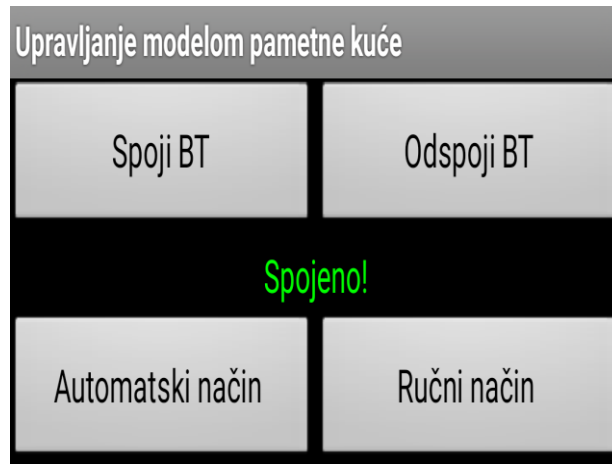 Upravljanje modelom pametne kuće
Spoji BT
Odspoji BT
Spojeno!
Automatski način
Ručni način